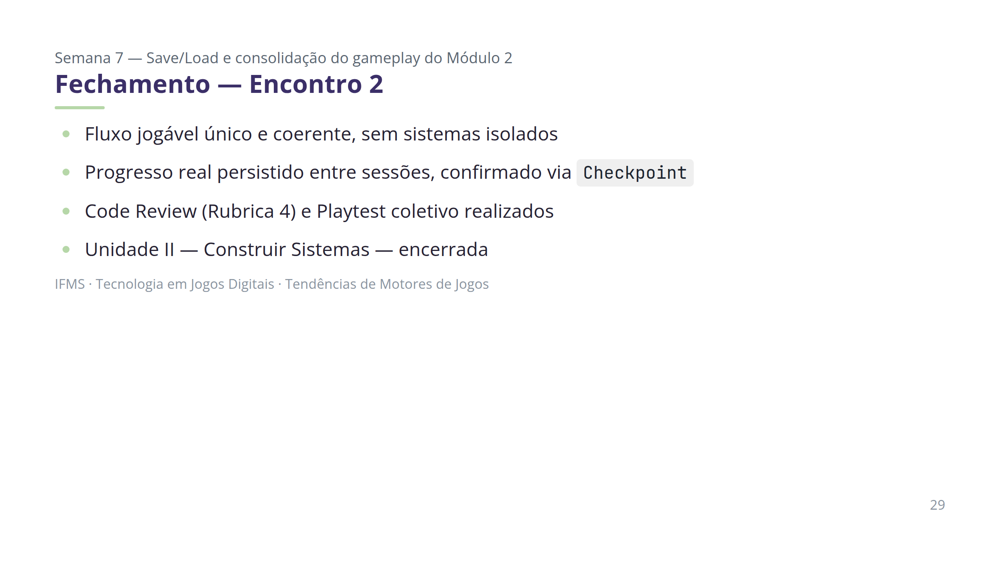 Semana 7 — Save/Load e consolidação do gameplay do Módulo 2
Fechamento — Encontro 2
Fluxo jogável único e coerente, sem sistemas isolados
Progresso real persistido entre sessões, confirmado via Checkpoint
Code Review (Rubrica 4) e Playtest coletivo realizados
Unidade II — Construir Sistemas — encerrada
IFMS · Tecnologia em Jogos Digitais · Tendências de Motores de Jogos
29